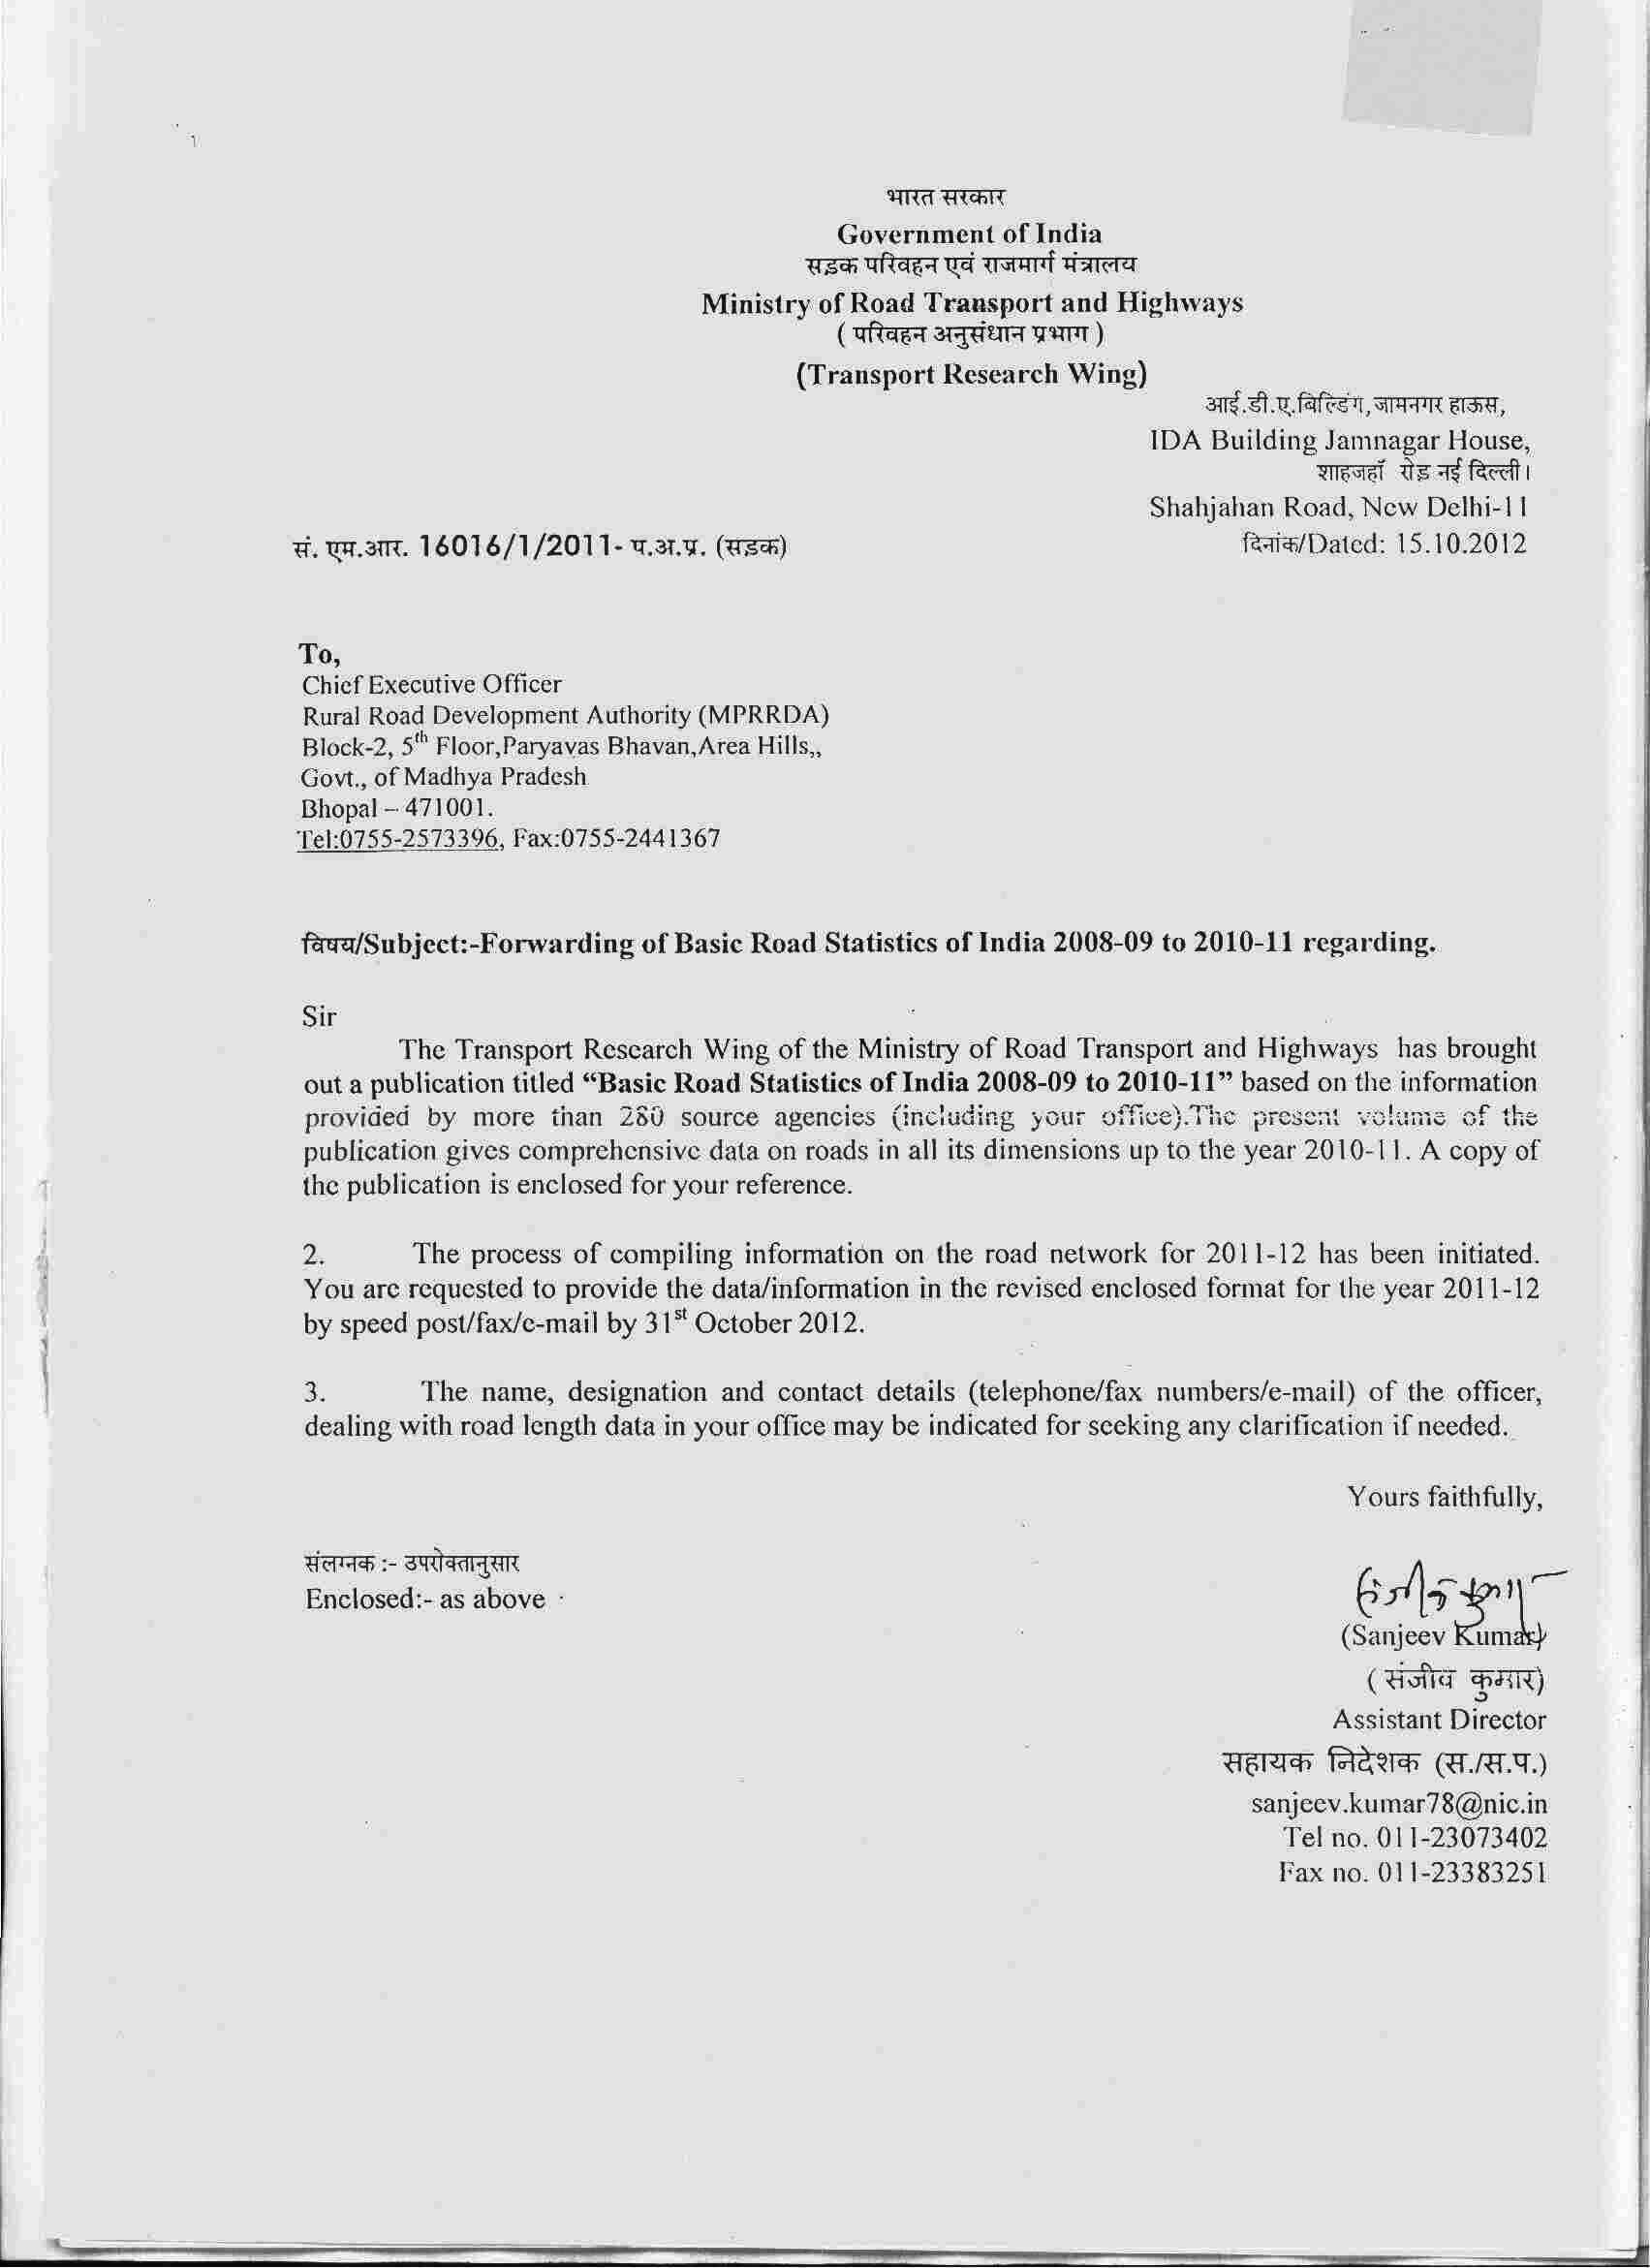 भारत सरकार
Government of India
सड़क परिवहन एवं राजमार्ग मंत्रालय
Ministry of Road Transport and Highways
( परिवहन अनुसंधान प्रभाग )
(Transport Research Wing)
आई.डी.ए.बिल्डिंग,जामनगर हाऊस,
IDA Building Jamnagar House,
शाहजहाँ रोड़ नई दिल्ली।
Shahjahan Road, New Delhi-11
सं. एम.आर. 16016/1/2011- प.अ.प्र. (सड़क)
दिनांक/Dated: 15.10.2012
To,
Chief Executive Officer
Rural Road Development Authority (MPRRDA)
Block-2, 5th Floor,Paryavas Bhavan,Area Hills,,
Govt., of Madhya Pradesh
Bhopal – 471001.
Tel:0755-2573396, Fax:0755-2441367
विषय/Subject:-Forwarding of Basic Road Statistics of India 2008-09 to 2010-11 regarding.
Sir
The Transport Research Wing of the Ministry of Road Transport and Highways has brought
out a publication titled “Basic Road Statistics of India 2008-09 to 2010-11” based on the information
provided by more than 280 source agencies (including your office).The present volume of the
publication gives comprehensive data on roads in all its dimensions up to the year 2010-11. A copy of
the publication is enclosed for your reference.
2. The process of compiling information on the road network for 2011-12 has been initiated.
You are requested to provide the data/information in the revised enclosed format for the year 2011-12
by speed post/fax/e-mail by 31st October 2012.
3. The name, designation and contact details (telephone/fax numbers/e-mail) of the officer,
dealing with road length data in your office may be indicated for seeking any clarification if needed.
Yours faithfully,
संलग्नक :- उपरोक्तानुसार
Enclosed:- as above
(Sanjeev Kumar)
( संजीव कुमार)
Assistant Director
सहायक निदेशक (स./स.प.)
sanjeev.kumar78@nic.in
Tel no. 011-23073402
Fax no. 011-23383251